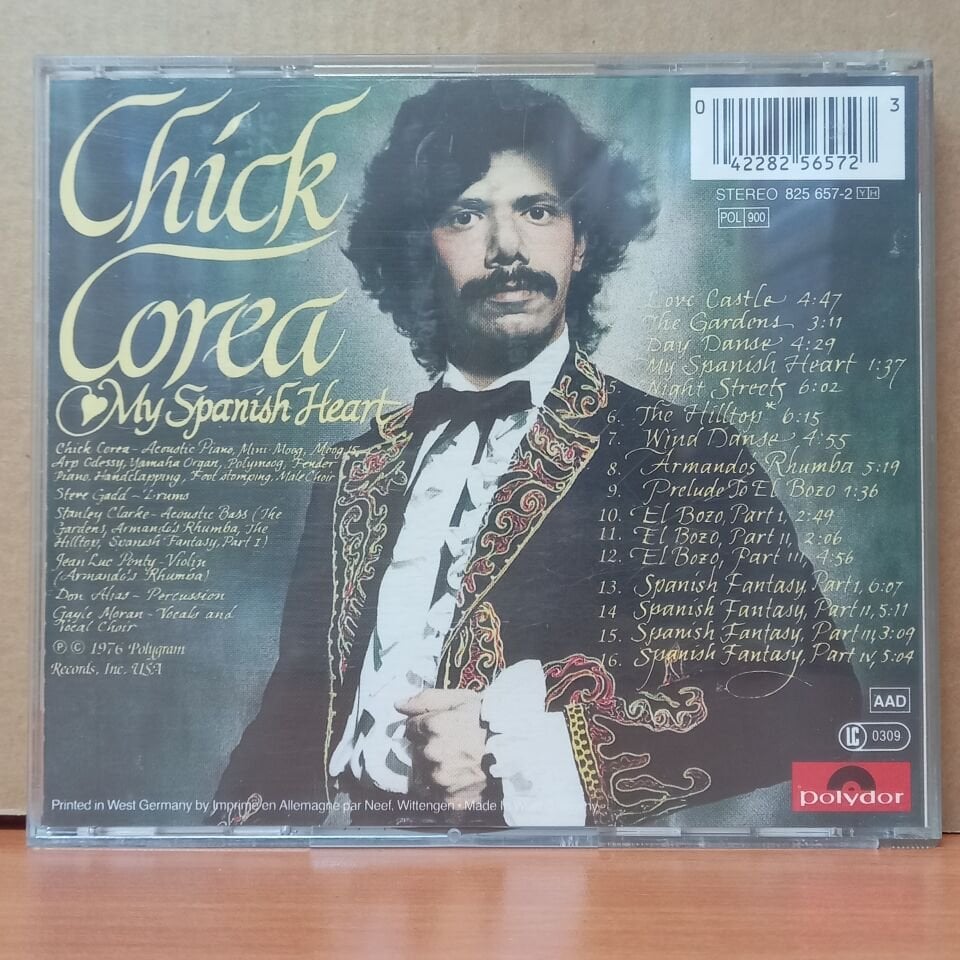 Chick
Corea
My Spanish Heart
Chick Corea - Acoustic Piano, Mini Moog, Moog 15,
Arp Odessy, Yamaha Organ, Polymoog, Fender
Piano, Handclapping, Foot stomping, Male Choir
Steve Gadd - Drums
Stanley Clarke - Acoustic Bass (The
Gardens, Armando's Rhumba, The
Hilltop, Spanish Fantasy, Part I)
Jean Luc Ponty - Violin
(Armando's Rhumba)
Don Alias - Percussion
Gayle Moran - Vocals and
Vocal Choir
Ⓟ © 1976 Polygram
Records, Inc. USA
0 42282 56572 3
STEREO 825 657-2 Y H
POL 900
Love Castle 4:47
The Gardens 3:11
Day Danse 4:29
My Spanish Heart 1:37
5. Night Streets 6:02
6. The Hilltop* 6:15
7. Wind Danse 4:55
8. Armandos Rhumba 5:19
9. Prelude To El Bozo 1:36
10. El Bozo, Part I, 2:49
11. El Bozo, Part II, 2:06
12. El Bozo, Part III, 4:56
13. Spanish Fantasy, Part I, 6:07
14 Spanish Fantasy, Part II, 5:11
15. Spanish Fantasy, Part III, 3:09
16. Spanish Fantasy, Part IV, 5:04
AAD
LC 0309
polydor
Printed in West Germany by Imprimé en Allemagne par Neef, Wittengen · Made